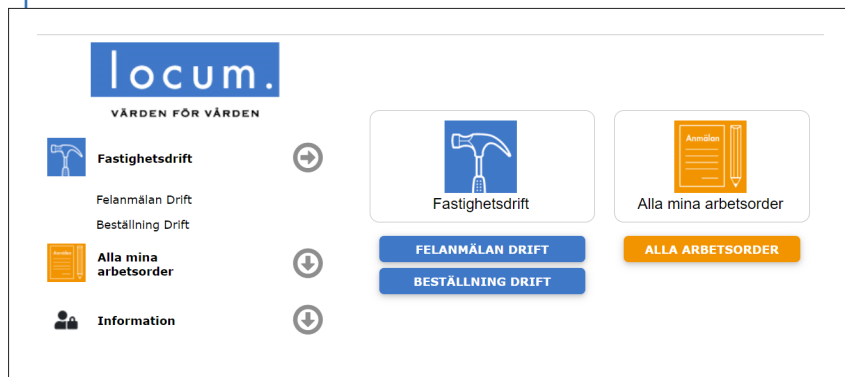 locum.
VÄRDEN FÖR VÅRDEN
Fastighetsdrift
Felanmälan Drift
Beställning Drift
Anmälan
Alla mina
arbetsorder
Information
Fastighetsdrift
FELANMÄLAN DRIFT
BESTÄLLNING DRIFT
Anmälan
Alla mina arbetsorder
ALLA ARBETSORDER